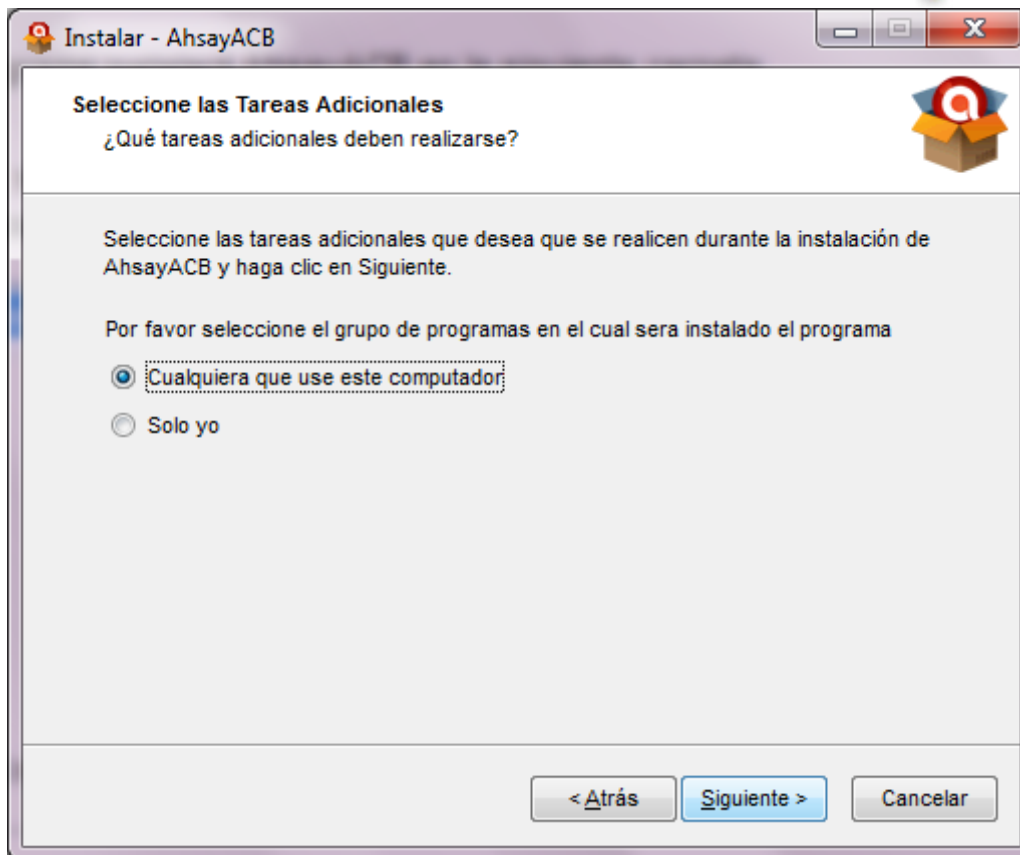 Instalar - AhsayACB
Seleccione las Tareas Adicionales
¿Qué tareas adicionales deben realizarse?
Seleccione las tareas adicionales que desea que se realicen durante la instalación de
AhsayACB y haga clic en Siguiente.
Por favor seleccione el grupo de programas en el cual sera instalado el programa
Cualquiera que use este computador
Solo yo
< Atrás
Siguiente >
Cancelar